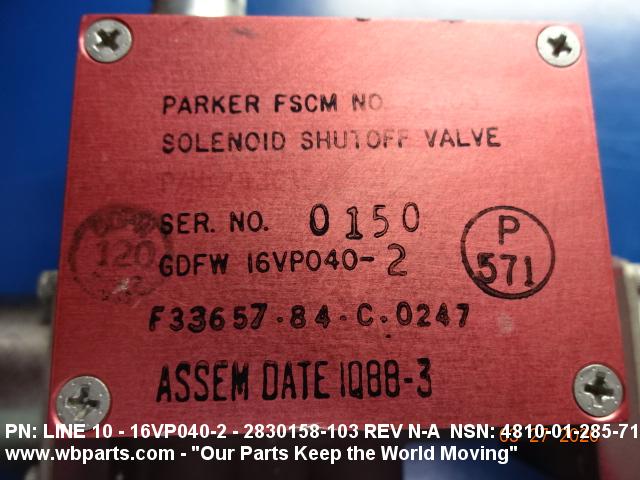 PARKER FSCM NO.
SOLENOID SHUTOFF VALVE
SER. NO. 0150
GDFW 16VP040-2
P
571
120
F33657-84-C-0247
ASSEM DATE 1Q88-3
PN: LINE 10 - 16VP040-2 - 2830158-103 REV N-A NSN: 4810-01-285-71
www.wbparts.com - "Our Parts Keep the World Moving"